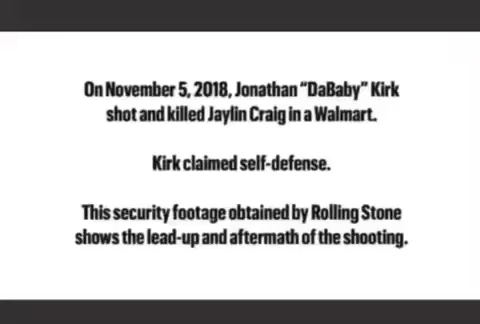 On November 5, 2018, Jonathan “DaBaby” Kirk
shot and killed Jaylin Craig in a Walmart.
Kirk claimed self-defense.
This security footage obtained by Rolling Stone
shows the lead-up and aftermath of the shooting.